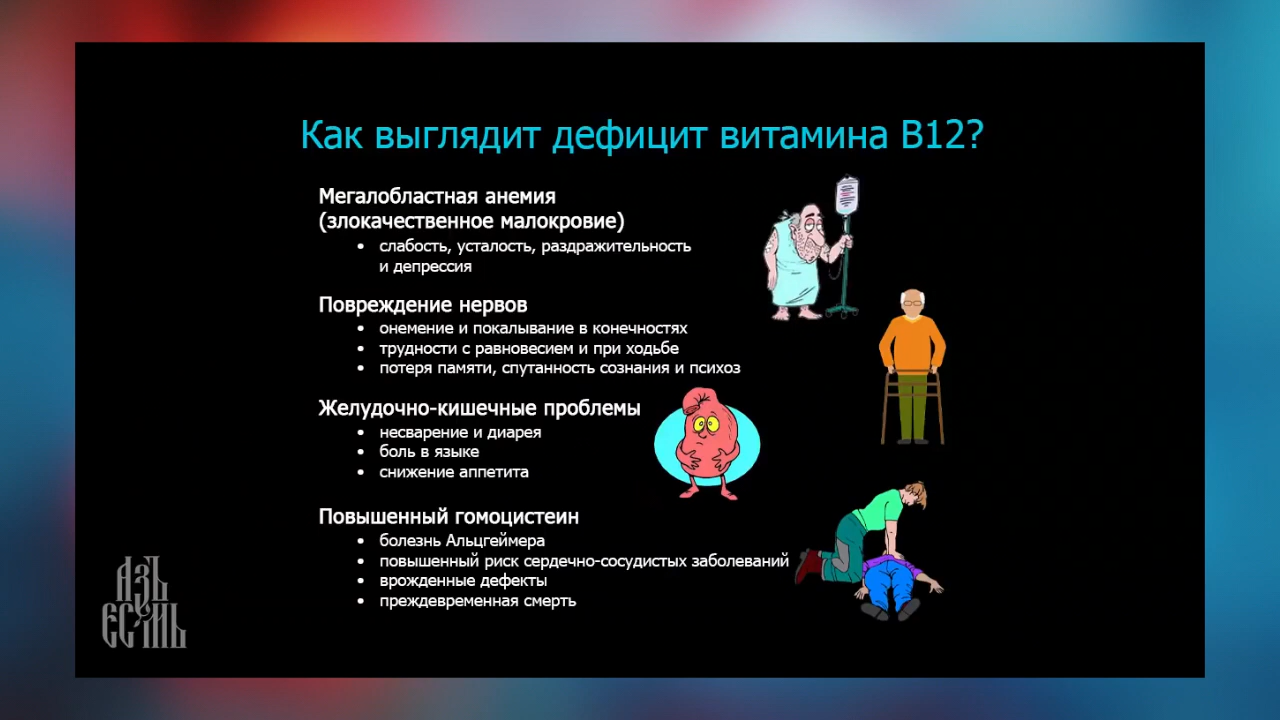 Как выглядит дефицит витамина B12?
Мегалобластная анемия
(злокачественное малокровие)
• слабость, усталость, раздражительность
и депрессия
Повреждение нервов
• онемение и покалывание в конечностях
• трудности с равновесием и при ходьбе
• потеря памяти, спутанность сознания и психоз
Желудочно-кишечные проблемы
• несварение и диарея
• боль в языке
• снижение аппетита
Повышенный гомоцистеин
• болезнь Альцгеймера
• повышенный риск сердечно-сосудистых заболеваний
• врожденные дефекты
• преждевременная смерть
АЗЪ
ЕСМЬ